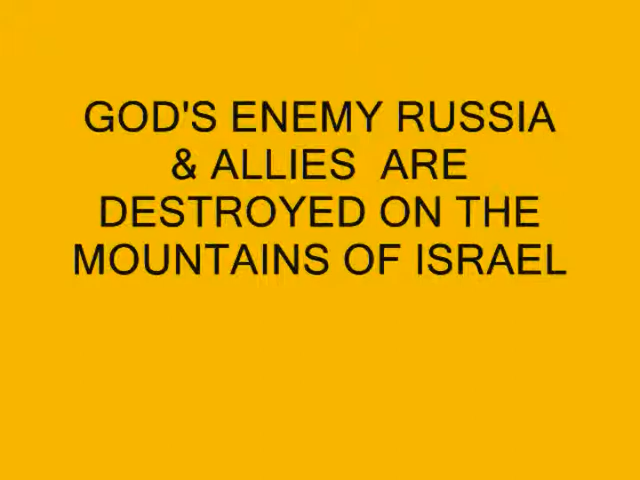 GOD'S ENEMY RUSSIA
& ALLIES  ARE
DESTROYED ON THE
MOUNTAINS OF ISRAEL